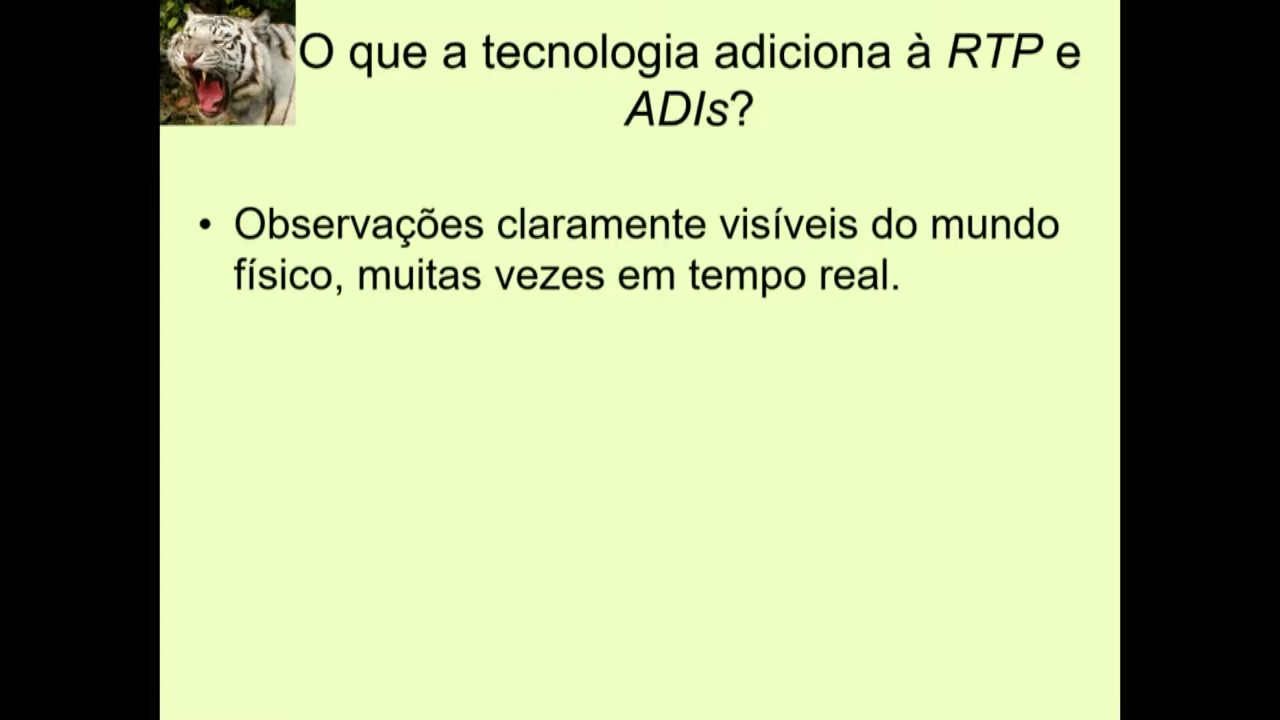 O que a tecnologia adiciona à RTP e
ADIs?
• Observações claramente visíveis do mundo
físico, muitas vezes em tempo real.